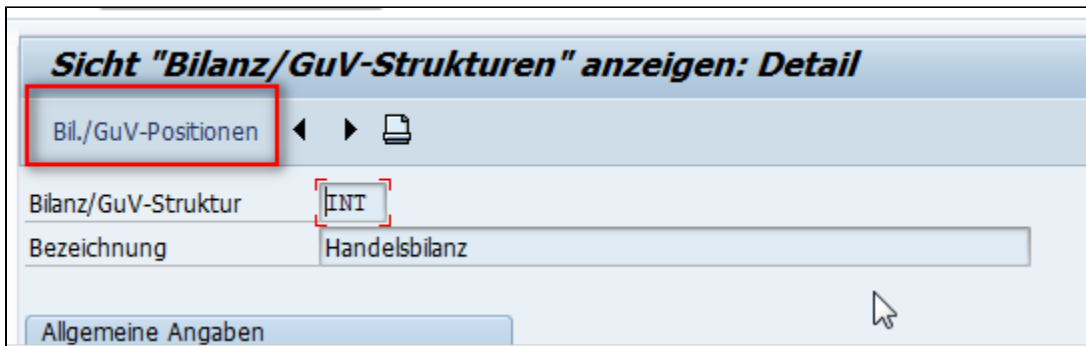 Sicht "Bilanz/GuV-Strukturen" anzeigen: Detail
Bil./GuV-Positionen
Bilanz/GuV-Struktur INT
Bezeichnung Handelsbilanz
Allgemeine Angaben